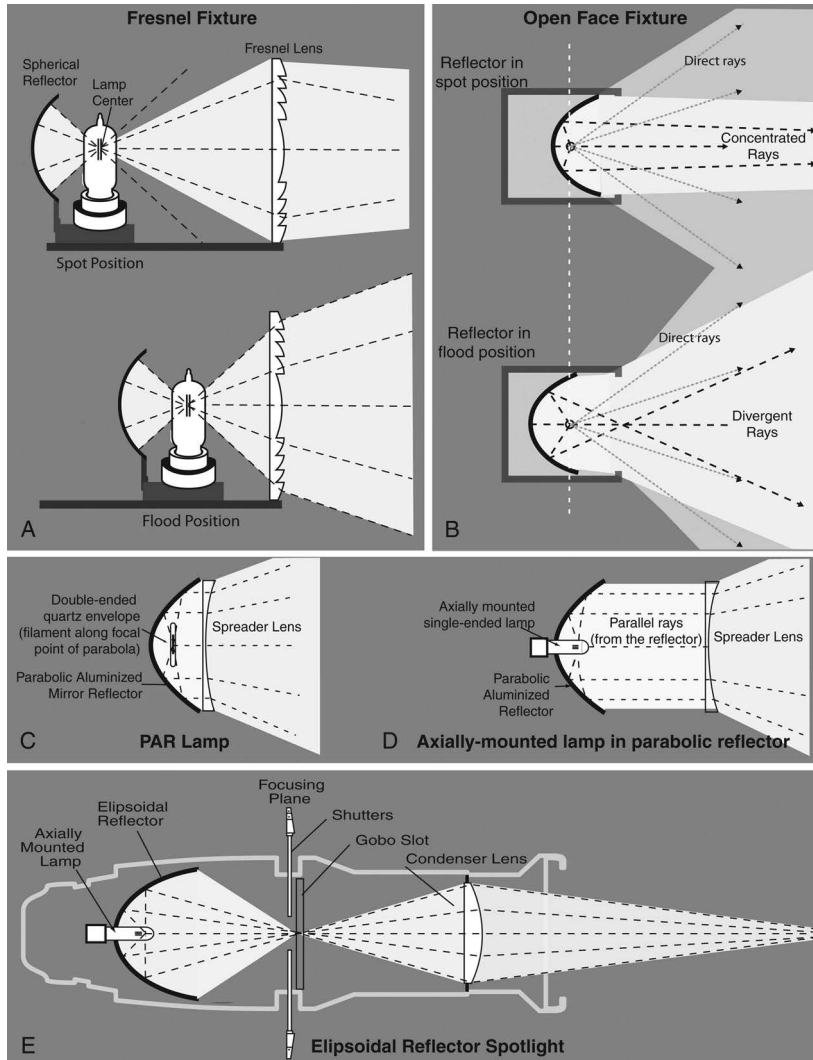 Fresnel Fixture
Fresnel Lens
Spherical
Reflector
Lamp
Center
Spot Position
Flood Position
A
Open Face Fixture
Reflector in
spot position
Direct rays
Concentrated
Rays
Reflector in
flood position
Direct rays
Divergent
Rays
B
Double-ended
quartz envelope
(filament along focal
point of parabola)
Spreader Lens
Parabolic Aluminized
Mirror Reflector
C
PAR Lamp
Axially mounted
single-ended lamp
Parallel rays
(from the reflector)
Spreader Lens
Parabolic
Aluminized
Reflector
D
Axially-mounted lamp in parabolic reflector
Focusing
Plane
Elipsoidal
Reflector
Shutters
Axially
Mounted
Lamp
Gobo Slot
Condenser Lens
E
Elipsoidal Reflector Spotlight